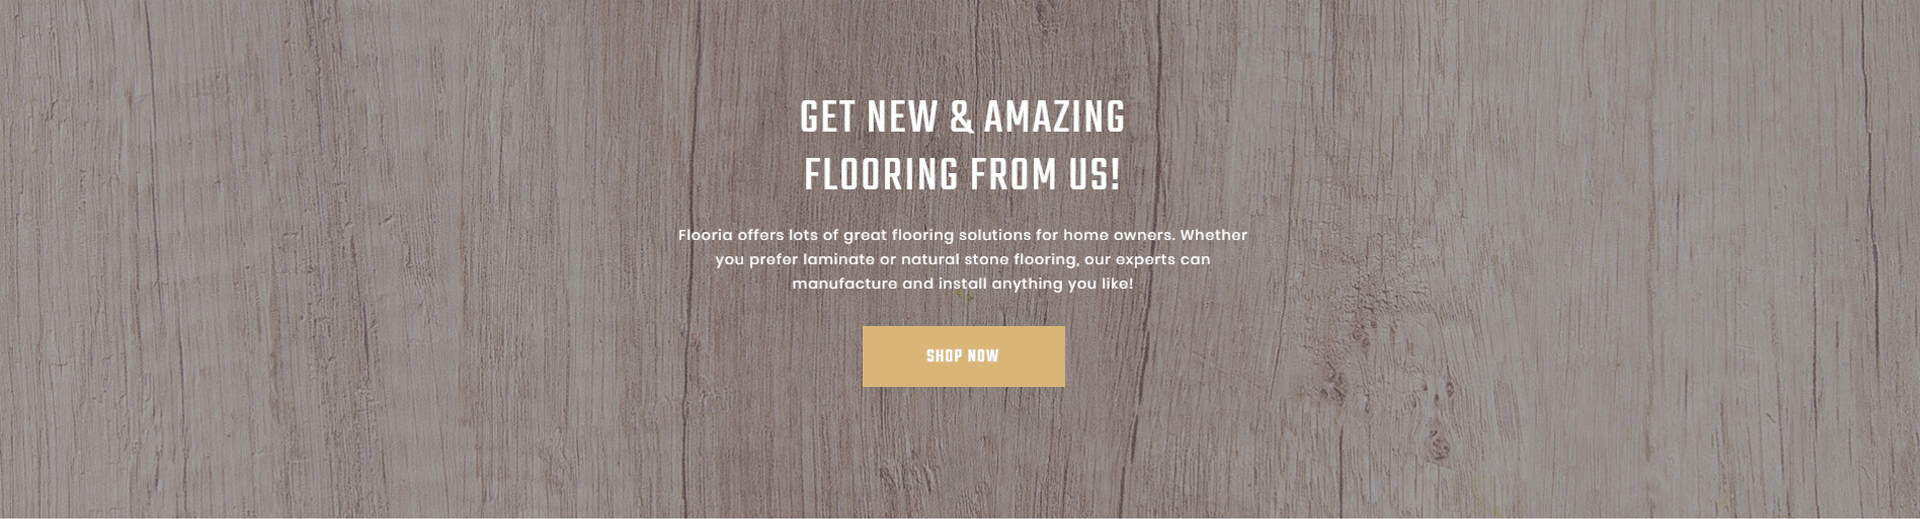 GET NEW & AMAZING
FLOORING FROM US!
Flooria offers lots of great flooring solutions for home owners. Whether
you prefer laminate or natural stone flooring, our experts can
manufacture and install anything you like!
SHOP NOW